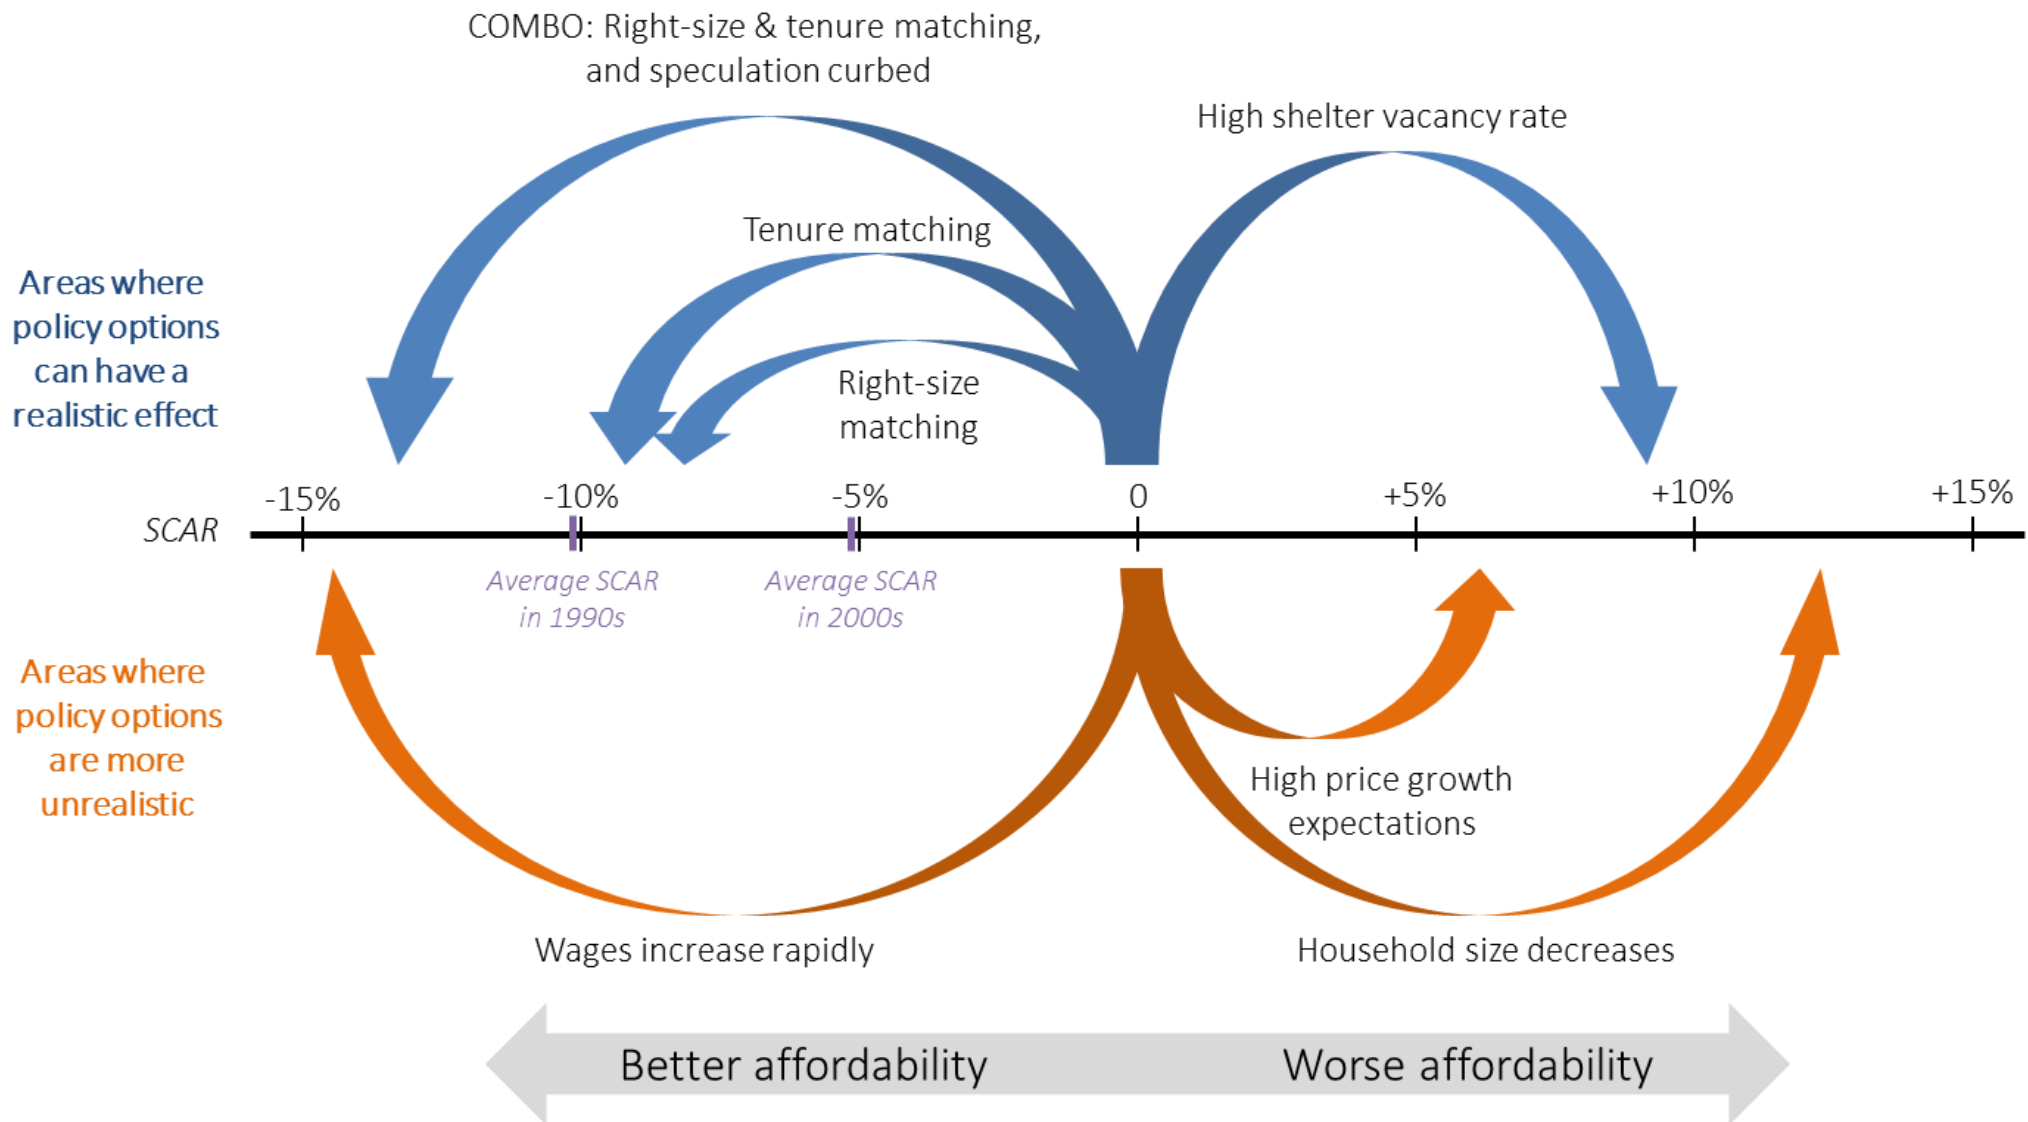 COMBO: Right-size & tenure matching,
and speculation curbed
High shelter vacancy rate
Tenure matching
Right-size
matching
Areas where
policy options
can have a
realistic effect
-15%
-10%
-5%
0
+5%
+10%
+15%
SCAR
Average SCAR
in 1990s
Average SCAR
in 2000s
Areas where
policy options
are more
unrealistic
High price growth
expectations
Wages increase rapidly
Household size decreases
Better affordability
Worse affordability